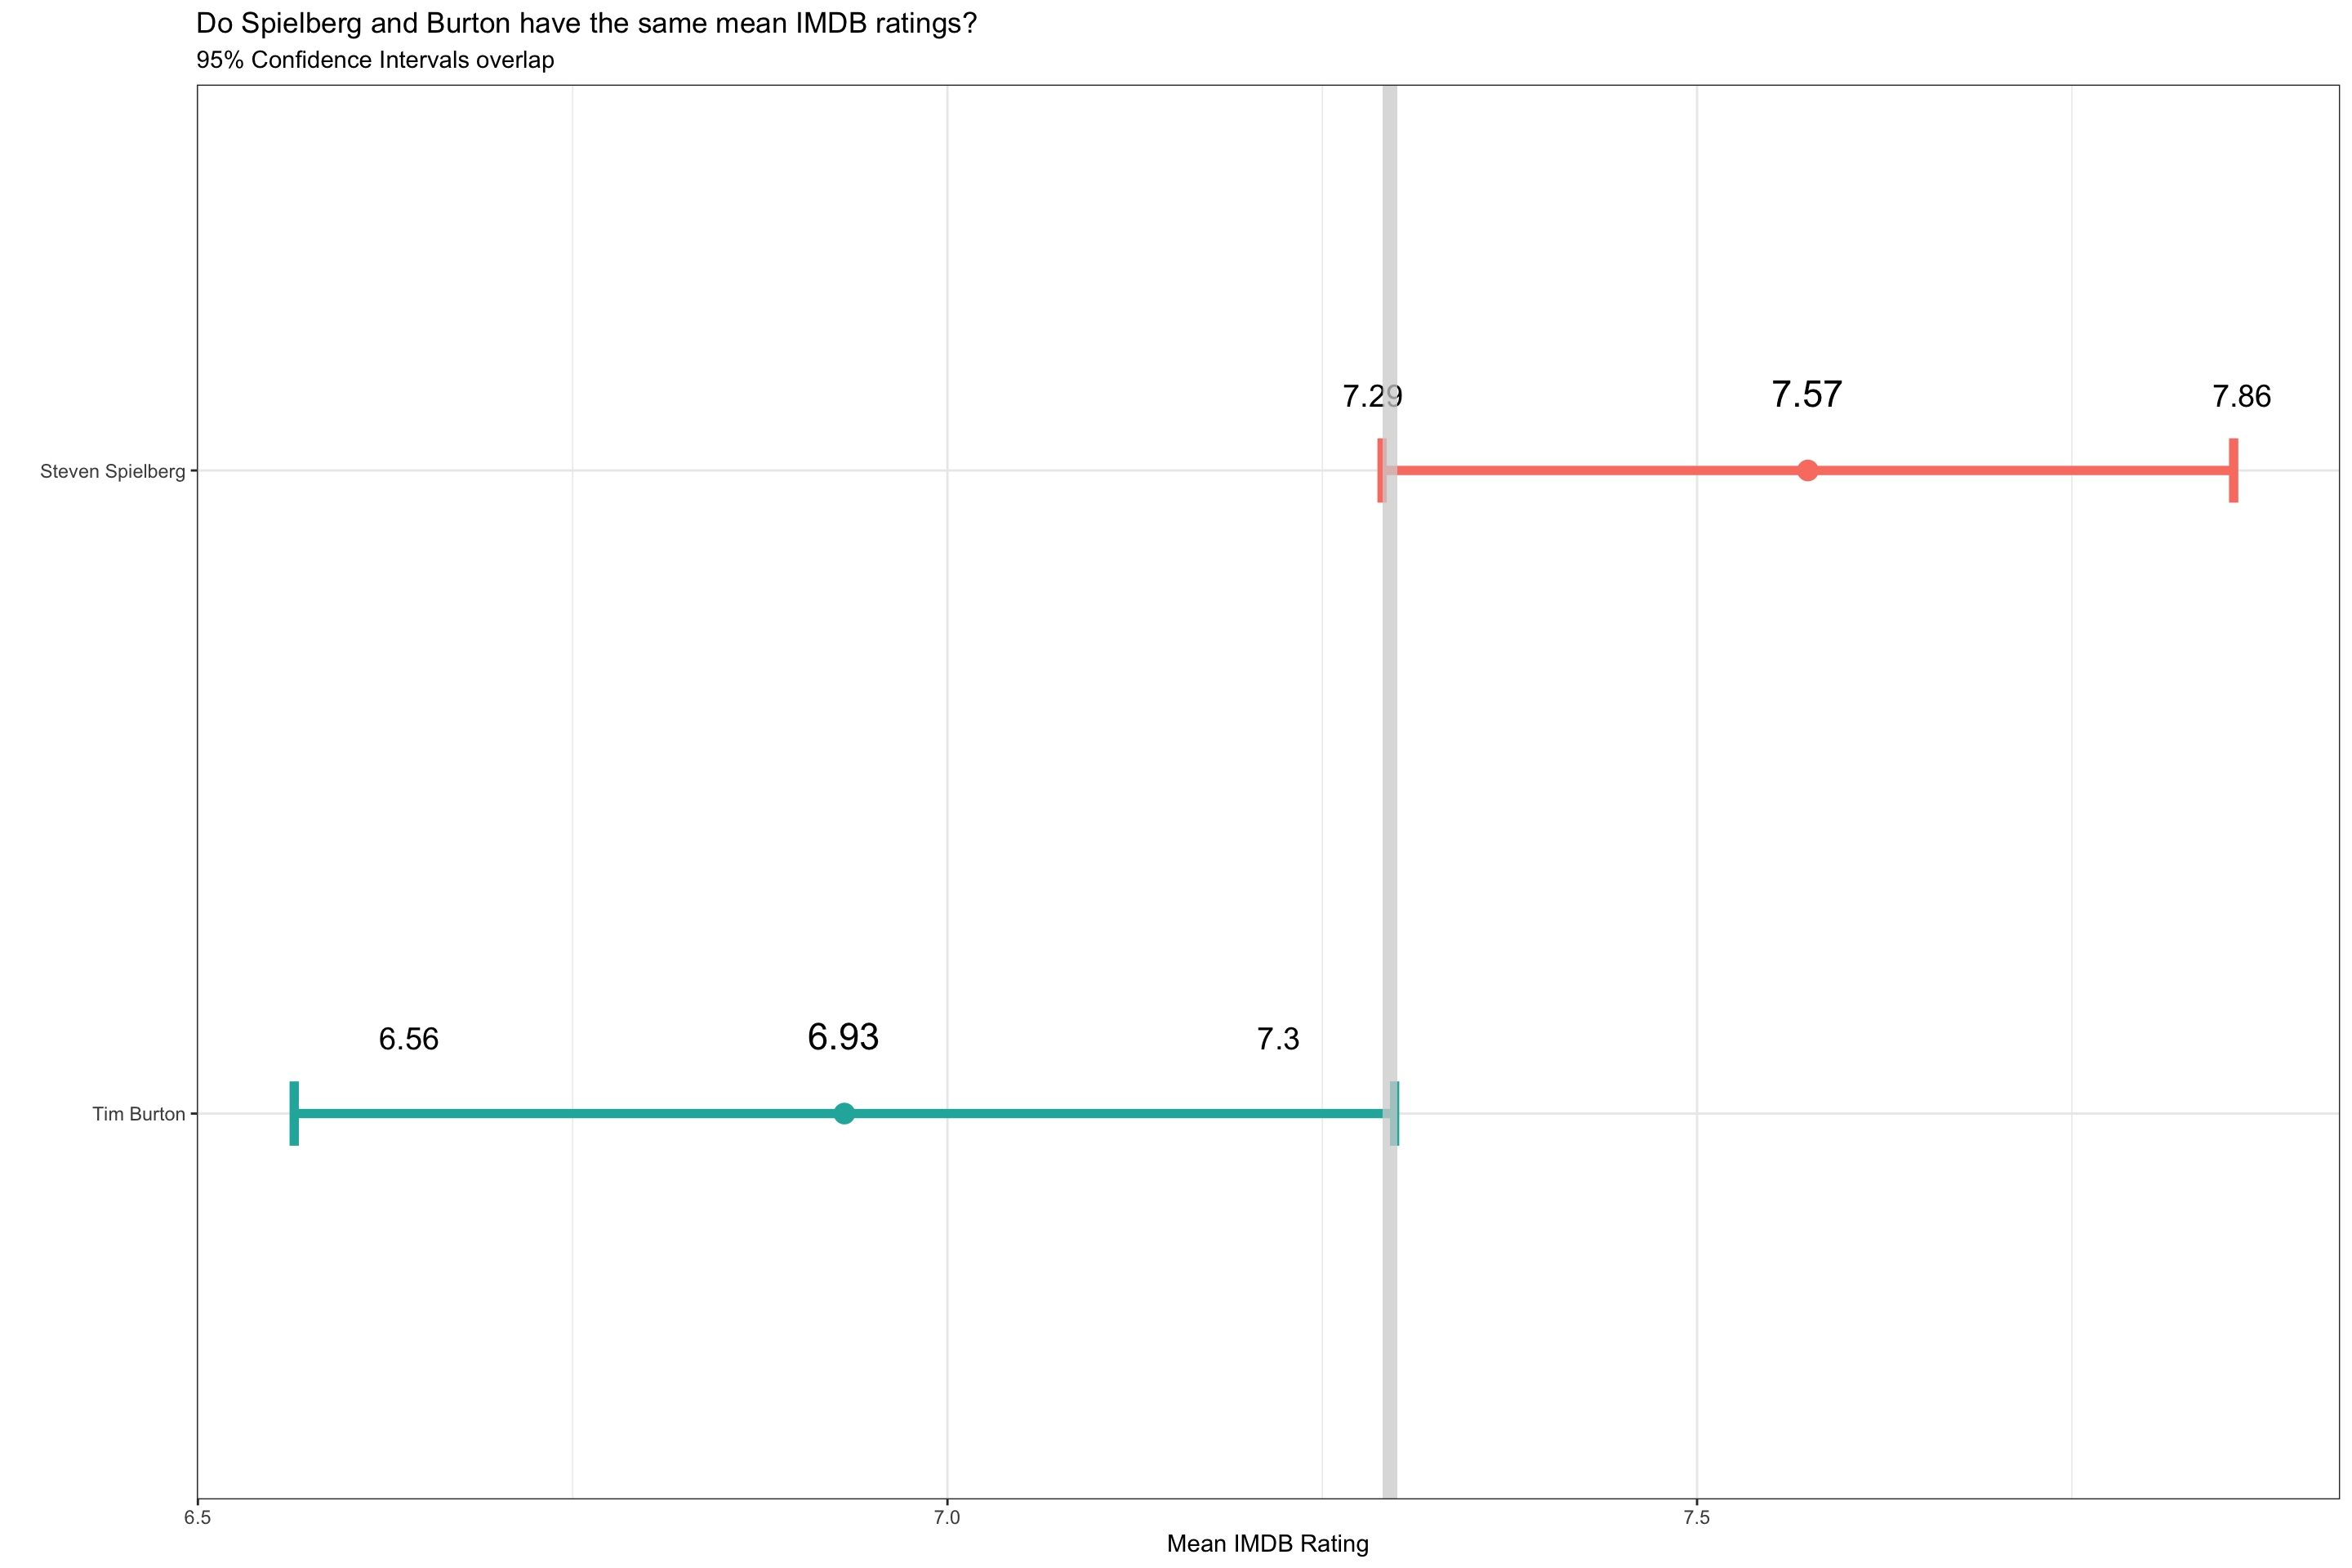 Do Spielberg and Burton have the same mean IMDB ratings?
95% Confidence Intervals overlap
7.29 7.57 7.86
Steven Spielberg
6.56 6.93 7.3
Tim Burton
6.5 7.0 7.5
Mean IMDB Rating